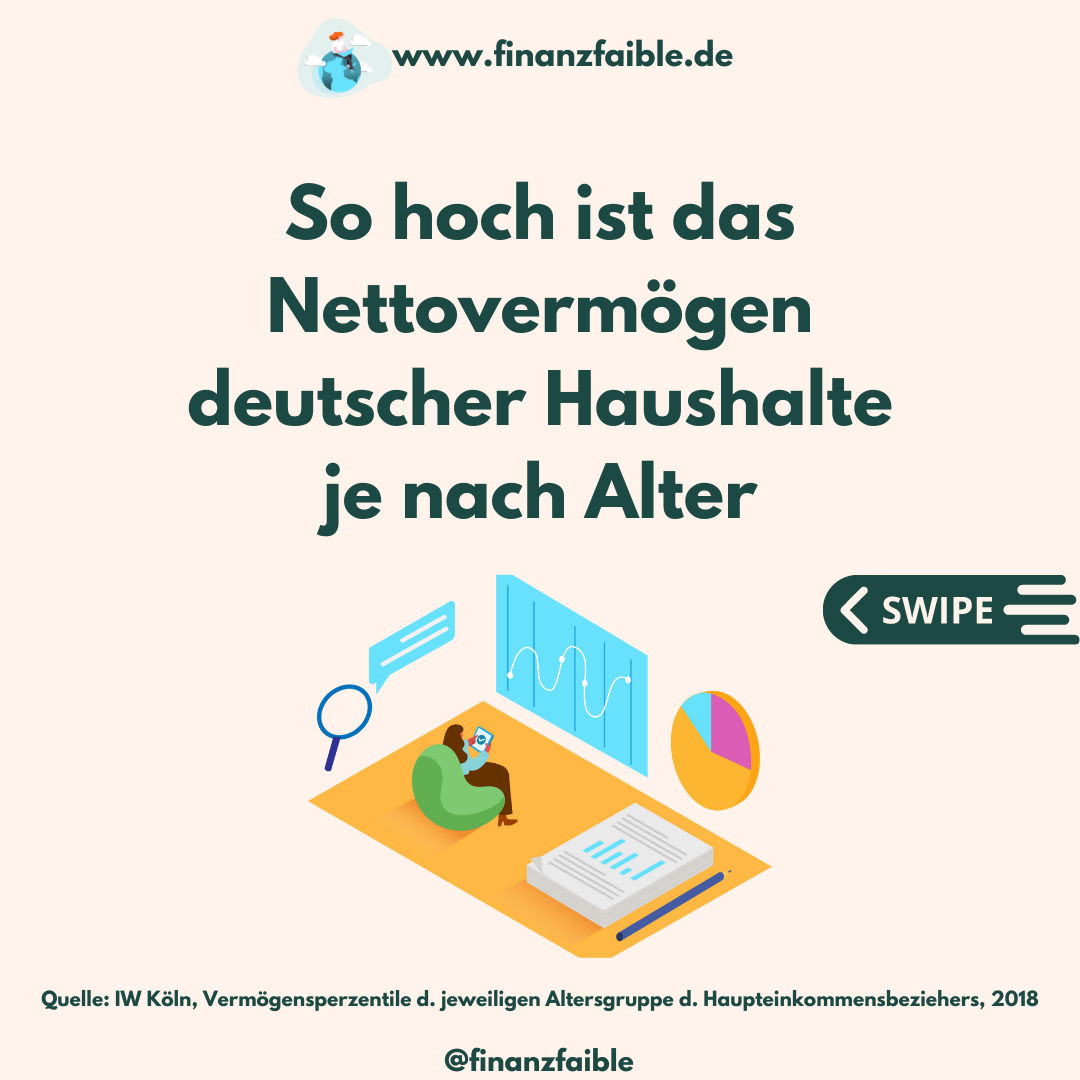 www.finanzfaible.de
So hoch ist das
Nettovermögen
deutscher Haushalte
je nach Alter
SWIPE
Quelle: IW Köln, Vermögensperzentile d. jeweiligen Altersgruppe d. Haupteinkommensbeziehers, 2018
@finanzfaible